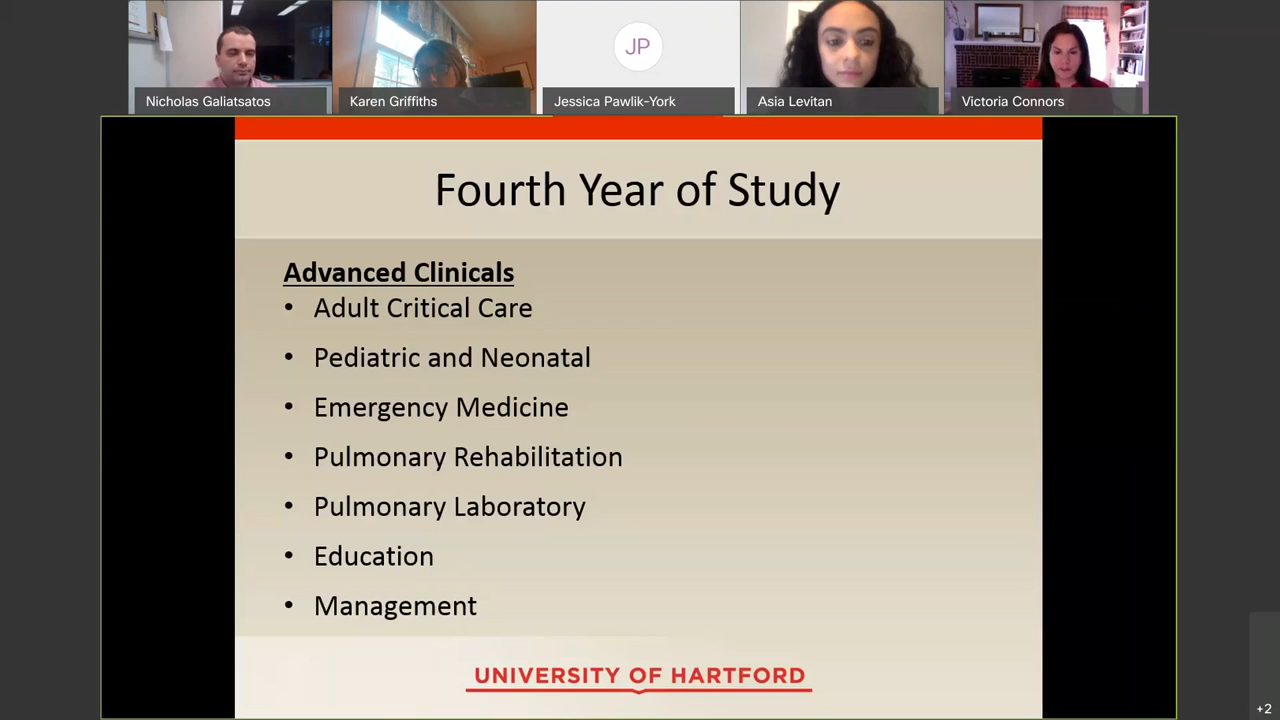 Nicholas Galiatsatos
Karen Griffiths
JP
Jessica Pawlik-York
Asia Levitan
Victoria Connors
Fourth Year of Study
Advanced Clinicals
• Adult Critical Care
• Pediatric and Neonatal
• Emergency Medicine
• Pulmonary Rehabilitation
• Pulmonary Laboratory
• Education
• Management
UNIVERSITY OF HARTFORD
+2